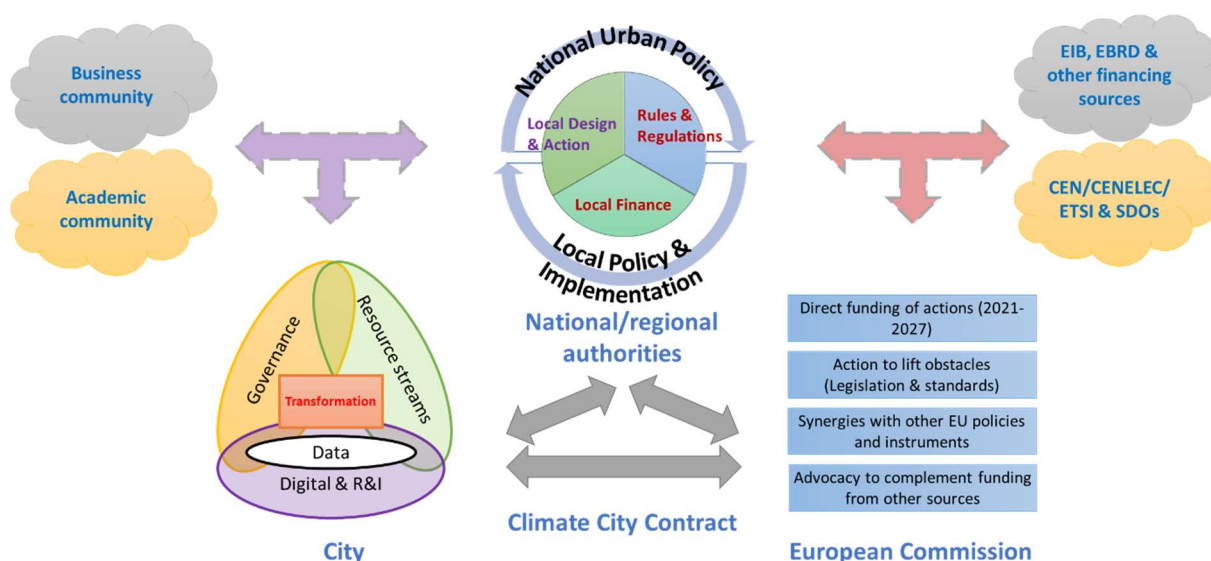 Business
community
Academic
community
National Urban Policy
Local Design
& Action
Rules &
Regulations
Local Finance
Local Policy &
Implementation
National/regional
authorities
EIB, EBRD &
other financing
sources
CEN/CENELEC/
ETSI & SDOs
Governance
Resource streams
Transformation
Data
Digital & R&I
City
Climate City Contract
Direct funding of actions (2021-
2027)
Action to lift obstacles
(Legislation & standards)
Synergies with other EU policies
and instruments
Advocacy to complement funding
from other sources
European Commission